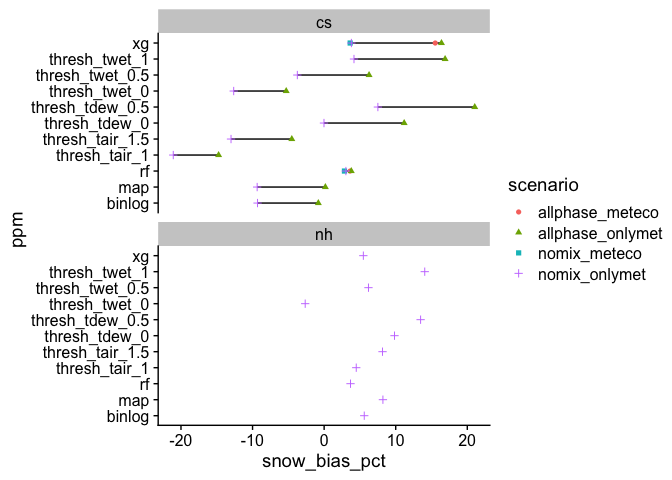 cs
xg
thresh_twet_1
thresh_twet_0.5
thresh_twet_0
thresh_tdew_0.5
thresh_tdew_0
thresh_tair_1.5
thresh_tair_1
rf
map
binlog
nh
xg
thresh_twet_1
thresh_twet_0.5
thresh_twet_0
thresh_tdew_0.5
thresh_tdew_0
thresh_tair_1.5
thresh_tair_1
rf
map
binlog
-20 -10 0 10 20
snow_bias_pct
ppm
scenario
allphase_meteco
allphase_onlymet
nomix_meteco
nomix_onlymet